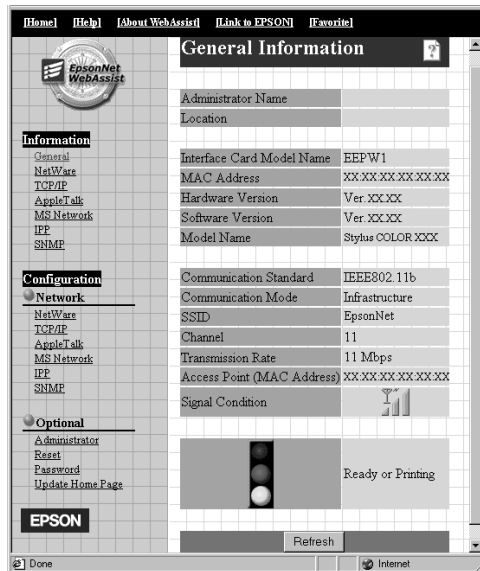 [Home] [Help] [About WebAssist] [Link to EPSON] [Favorite]
EpsonNet
WebAssist
Information
General
NetWare
TCP/IP
AppleTalk
MS Network
IPP
SNMP
Configuration
Network
NetWare
TCP/IP
AppleTalk
MS Network
IPP
SNMP
Optional
Administrator
Reset
Password
Update Home Page
EPSON
General Information ?
Administrator Name
Location
Interface Card Model Name EEPW1
MAC Address XX:XX:XX:XX:XX:XX
Hardware Version Ver. XX.XX
Software Version Ver. XX.XX
Model Name Stylus COLOR XXX
Communication Standard IEEE802.11b
Communication Mode Infrastructure
SSID EpsonNet
Channel 11
Transmission Rate 11 Mbps
Access Point (MAC Address) XX:XX:XX:XX:XX:XX
Signal Condition
Ready or Printing
Refresh
Done Internet